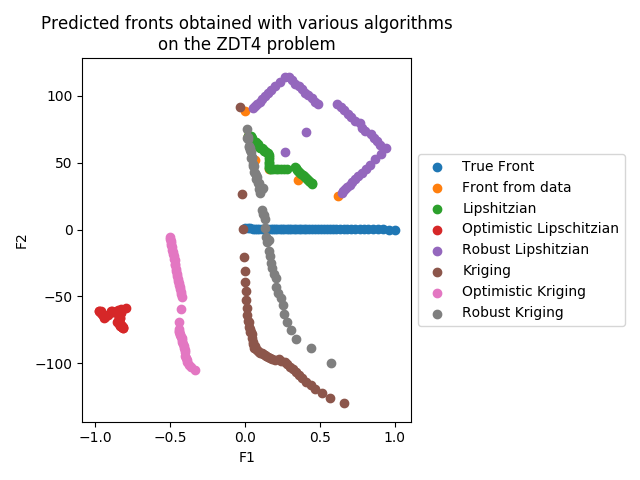 Predicted fronts obtained with various algorithms
on the ZDT4 problem
F2
100
50
0
−50
−100
−1.0
−0.5
0.0
0.5
1.0
F1
True Front
Front from data
Lipshitzian
Optimistic Lipschitzian
Robust Lipshitzian
Kriging
Optimistic Kriging
Robust Kriging